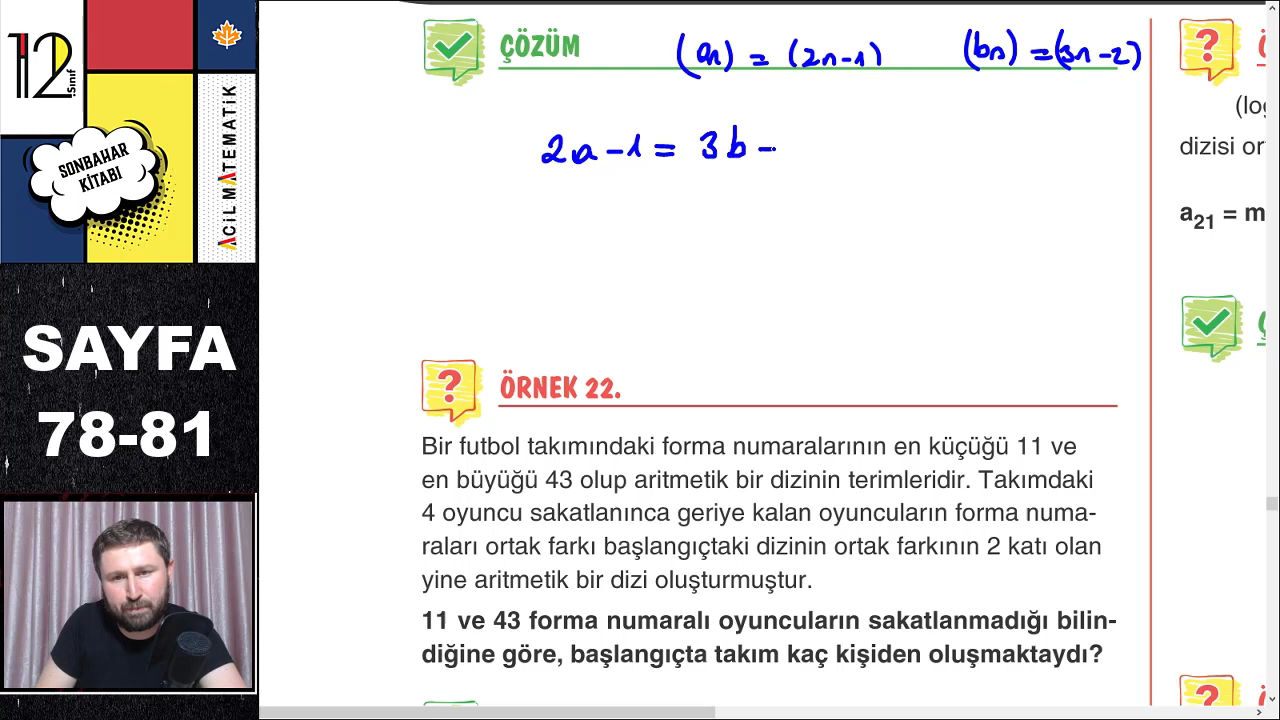 12
.Sınıf
SONBAHAR
KİTABI
ACİLMATEMATİK
SAYFA
78-81
ÇÖZÜM
(an) = (2n-1)
(bn) = (3n-2)
2a-1 = 3b-
ÖRNEK 22.
Bir futbol takımındaki forma numaralarının en küçüğü 11 ve
en büyüğü 43 olup aritmetik bir dizinin terimleridir. Takımdaki
4 oyuncu sakatlanınca geriye kalan oyuncuların forma numa-
raları ortak farkı başlangıçtaki dizinin ortak farkının 2 katı olan
yine aritmetik bir dizi oluşturmuştur.
11 ve 43 forma numaralı oyuncuların sakatlanmadığı bilin-
diğine göre, başlangıçta takım kaç kişiden oluşmaktaydı?
dizisi
a21 = m